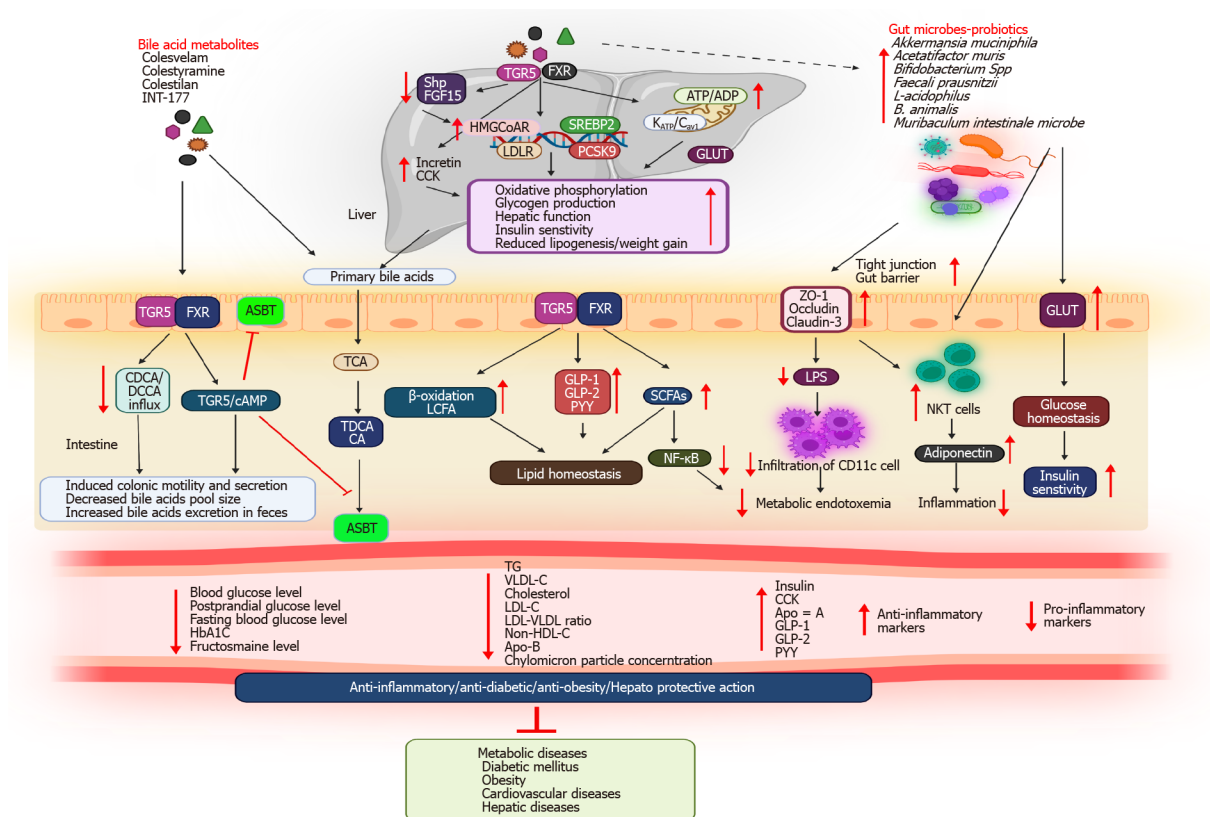 Bile acid metabolites
Colesvelam
Colestyramine
Colestilan
INT-177
TGR5
FXR
Shp
FGF15
HMGCoAR
LDLR
SREBP2
PCSK9
ATP/ADP
K_ATP/C_av1
GLUT
Incretin
CCK
Liver
Oxidative phosphorylation
Glycogen production
Hepatic function
Insulin senstivity
Reduced lipogenesis/weight gain
Gut microbes-probiotics
Akkermansia muciniphila
Acetatifactor muris
Bifidobacterium Spp
Faecali prausnitzii
L-acidophilus
B. animalis
Muribaculum intestinale microbe
Primary bile acids
Tight junction
Gut barrier
TGR5
FXR
ASBT
TGR5
FXR
ZO-1
Occludin
Claudin-3
GLUT
CDCA/
DCCA
influx
TGR5/cAMP
TCA
TDCA
CA
β-oxidation
LCFA
GLP-1
GLP-2
PYY
SCFAs
LPS
NKT cells
Glucose
homeostasis
Intestine
Lipid homeostasis
NF-κB
Infiltration of CD11c cell
Adiponectin
Insulin
senstivity
Induced colonic motility and secretion
Decreased bile acids pool size
Increased bile acids excretion in feces
ASBT
Metabolic endotoxemia
Inflammation
Blood glucose level
Postprandial glucose level
Fasting blood glucose level
HbA1C
Fructosmaine level
TG
VLDL-C
Cholesterol
LDL-C
LDL-VLDL ratio
Non-HDL-C
Apo-B
Chylomicron particle concerntration
Insulin
CCK
Apo = A
GLP-1
GLP-2
PYY
Anti-inflammatory
markers
Pro-inflammatory
markers
Anti-inflammatory/anti-diabetic/anti-obesity/Hepato protective action
Metabolic diseases
Diabetic mellitus
Obesity
Cardiovascular diseases
Hepatic diseases